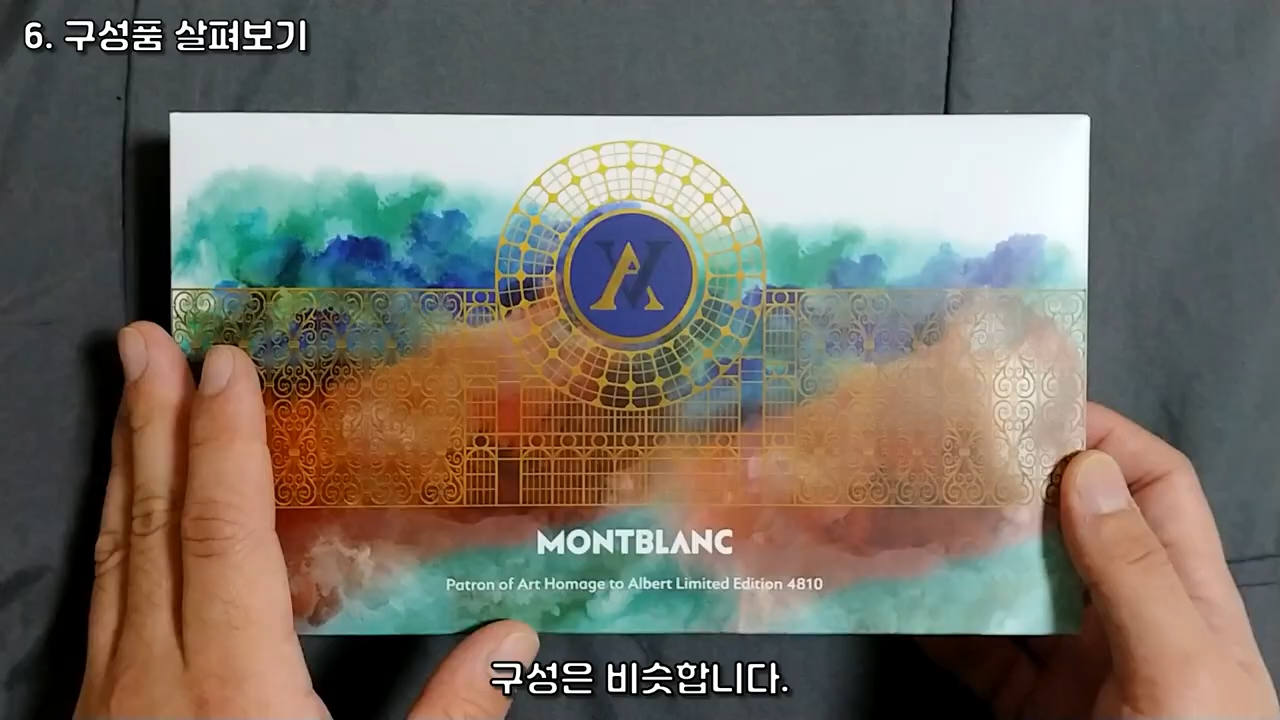 6. 구성품 살펴보기
VA
MONTBLANC
Patron of Art Homage to Albert Limited Edition 4810
구성은 비슷합니다.